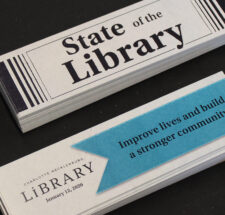 State of the
Library
CHARLOTTE MECKLENBURG
LiBRARY
January 15, 2020
Improve lives and build
a stronger community